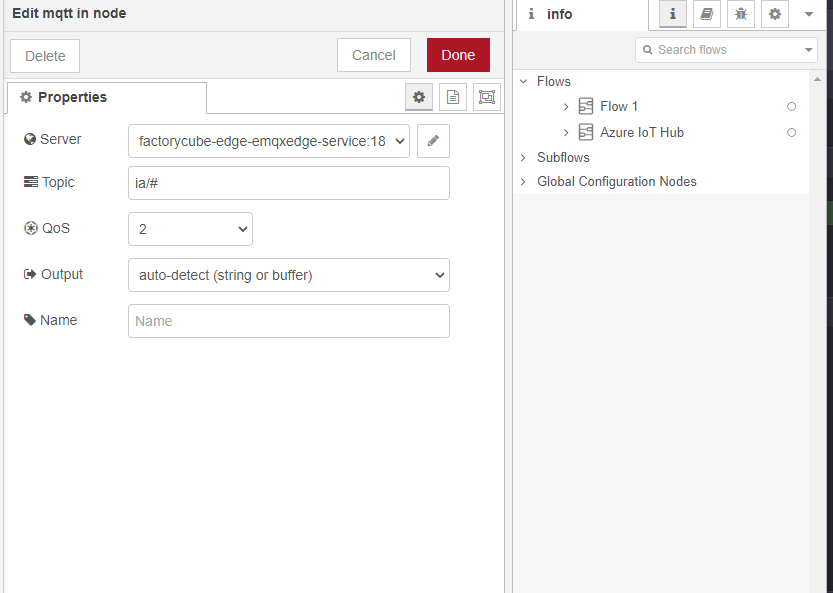 Edit mqtt in node
Delete
Cancel
Done
Properties
Server
factorycube-edge-emqxedge-service:18
Topic
ia/#
QoS
2
Output
auto-detect (string or buffer)
Name
Name
i info
i
Search flows
Flows
Flow 1
Azure IoT Hub
Subflows
Global Configuration Nodes